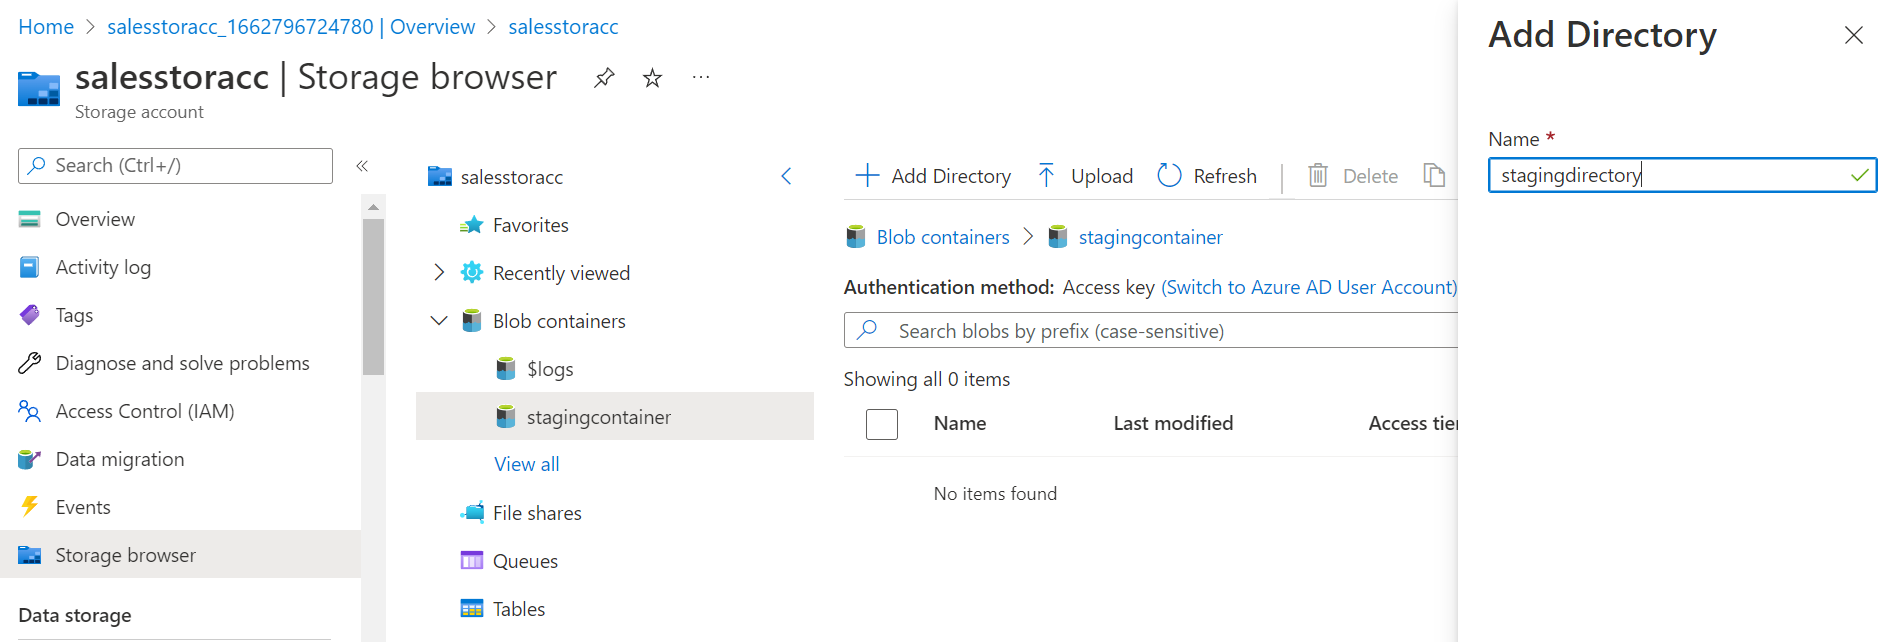 Home > salesstoracc_1662796724780 | Overview > salesstoracc
salesstoracc | Storage browser
...
Storage account
Search (Ctrl+/)
«
Overview
Activity log
Tags
Diagnose and solve problems
Access Control (IAM)
Data migration
Events
Storage browser
Data storage
salesstoracc
Favorites
Recently viewed
Blob containers
$logs
stagingcontainer
View all
File shares
Queues
Tables
Add Directory Upload Refresh Delete
Blob containers > stagingcontainer
Authentication method: Access key (Switch to Azure AD User Account)
Search blobs by prefix (case-sensitive)
Showing all 0 items
Name Last modified Access tier
No items found
Add Directory
Name *
stagingdirectory